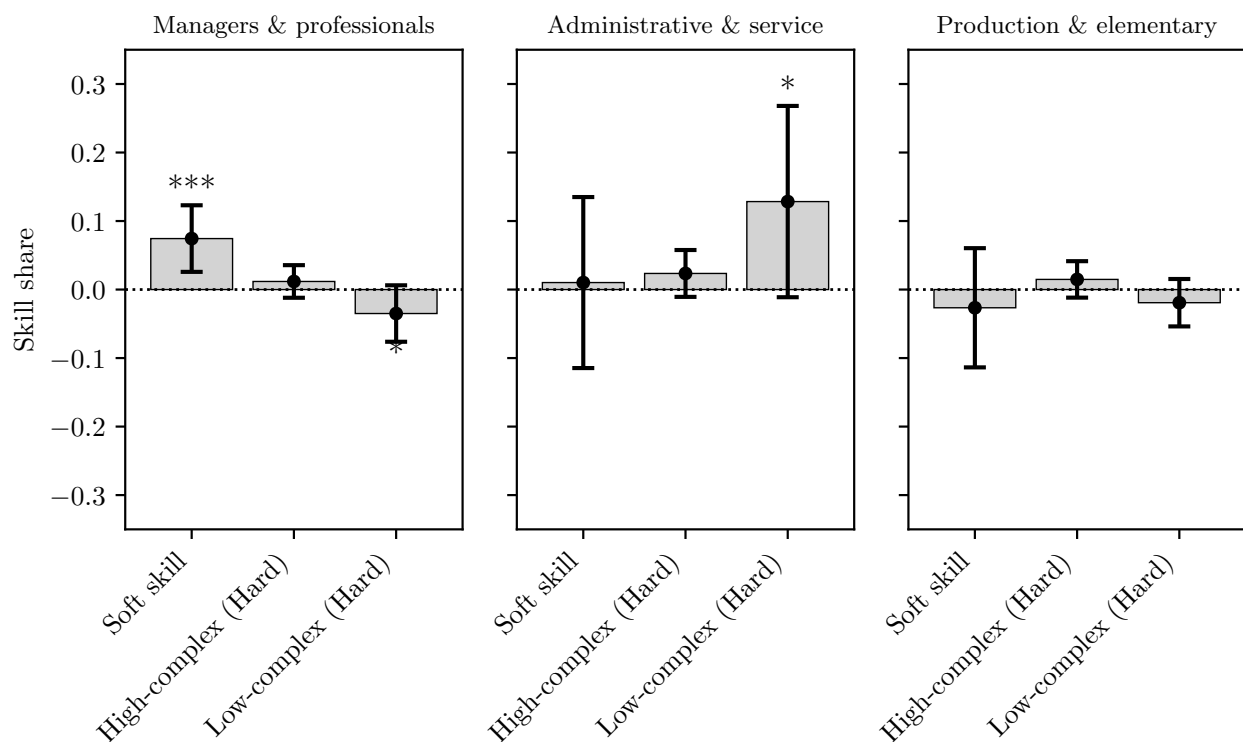 Managers & professionals
Administrative & service
Production & elementary
Skill share
0.3
0.2
0.1
0.0
−0.1
−0.2
−0.3
***
*
*
Soft skill
High-complex (Hard)
Low-complex (Hard)
Soft skill
High-complex (Hard)
Low-complex (Hard)
Soft skill
High-complex (Hard)
Low-complex (Hard)